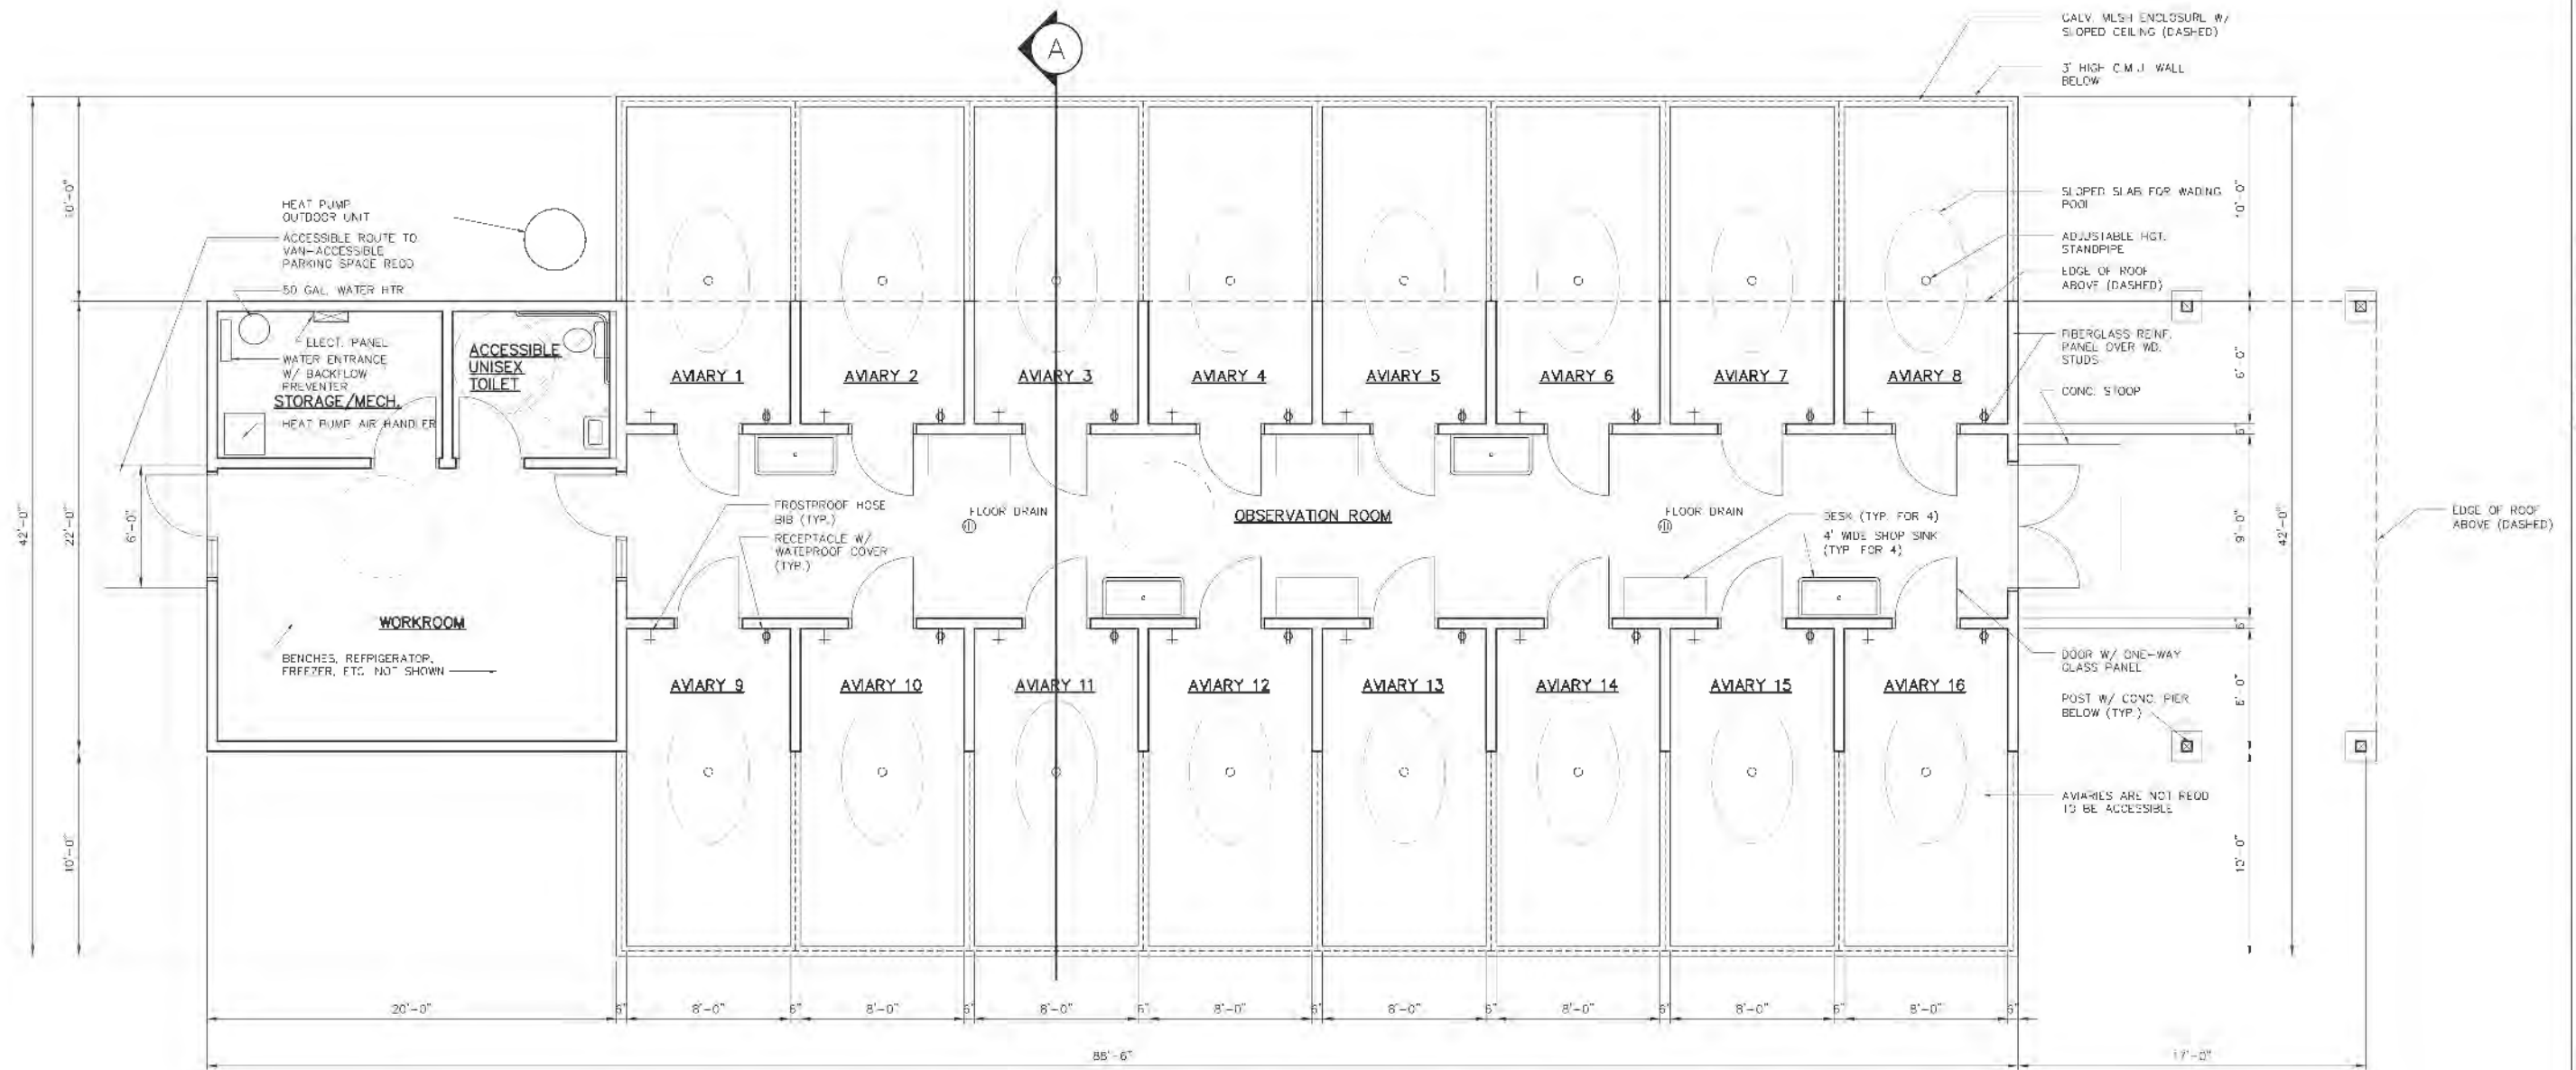 A
GALV. MESH ENCLOSURE W/
SLOPED CEILING (DASHED)
3' HIGH C.M.U. WALL
BELOW
HEAT PUMP
OUTDOOR UNIT
ACCESSIBLE ROUTE TO
VAN-ACCESSIBLE
PARKING SPACE REQD
50 GAL. WATER HTR
ELECT. PANEL
WATER ENTRANCE
W/ BACKFLOW
PREVENTER
STORAGE/MECH.
HEAT PUMP AIR HANDLER
ACCESSIBLE
UNISEX
TOILET
AVIARY 1
AVIARY 2
AVIARY 3
AVIARY 4
AVIARY 5
AVIARY 6
AVIARY 7
AVIARY 8
SLOPED SLAB FOR WADING
POOL
ADJUSTABLE HGT.
STANDPIPE
EDGE OF ROOF
ABOVE (DASHED)
FIBERGLASS REINF.
PANEL OVER WD.
STUDS
CONC. STOOP
FROSTPROOF HOSE
BIB (TYP.)
RECEPTACLE W/
WATERPROOF COVER
(TYP.)
FLOOR DRAIN
OBSERVATION ROOM
FLOOR DRAIN
DESK (TYP. FOR 4)
4' WIDE SHOP SINK
(TYP. FOR 4)
EDGE OF ROOF
ABOVE (DASHED)
WORKROOM
BENCHES, REFRIGERATOR,
FREEZER, ETC. NOT SHOWN
AVIARY 9
AVIARY 10
AVIARY 11
AVIARY 12
AVIARY 13
AVIARY 14
AVIARY 15
AVIARY 16
DOOR W/ ONE-WAY
GLASS PANEL
POST W/ CONC. PIER
BELOW (TYP.)
AVIARIES ARE NOT REQD
TO BE ACCESSIBLE
42'-0"
10'-0"
22'-0"
6'-0"
10'-0"
10'-0"
6'-0"
6"
9'-0"
6"
6'-0"
10'-0"
42'-0"
20'-0"
6"
8'-0"
6"
8'-0"
6"
8'-0"
6"
8'-0"
6"
8'-0"
6"
8'-0"
6"
8'-0"
6"
8'-0"
6"
88'-6"
17'-0"